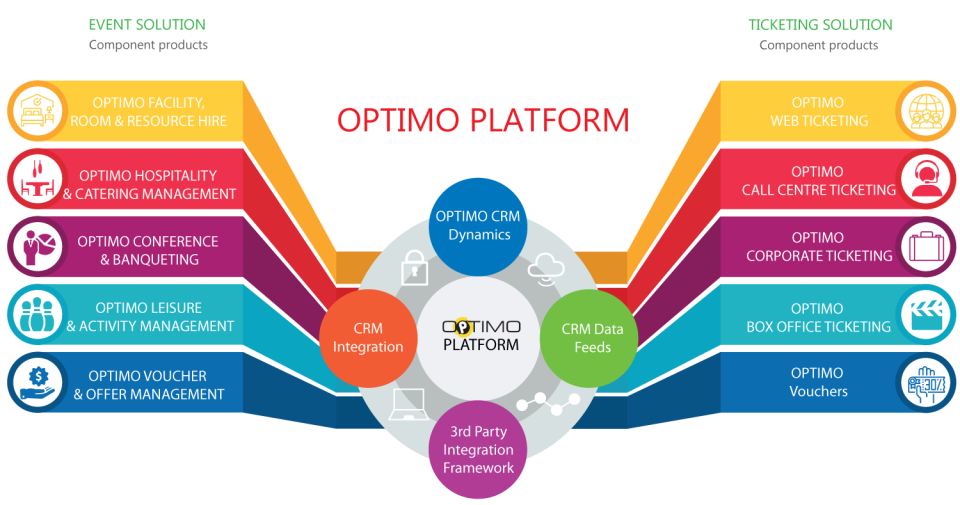 EVENT SOLUTION
Component products
TICKETING SOLUTION
Component products
OPTIMO PLATFORM
OPTIMO FACILITY,
ROOM & RESOURCE HIRE
OPTIMO HOSPITALITY
& CATERING MANAGEMENT
OPTIMO CONFERENCE
& BANQUETING
OPTIMO LEISURE
& ACTIVITY MANAGEMENT
OPTIMO VOUCHER
& OFFER MANAGEMENT
OPTIMO CRM
Dynamics
CRM
Integration
OPTIMO
PLATFORM
CRM Data
Feeds
3rd Party
Integration
Framework
OPTIMO
WEB TICKETING
OPTIMO
CALL CENTRE TICKETING
OPTIMO
CORPORATE TICKETING
OPTIMO
BOX OFFICE TICKETING
OPTIMO
Vouchers
30%